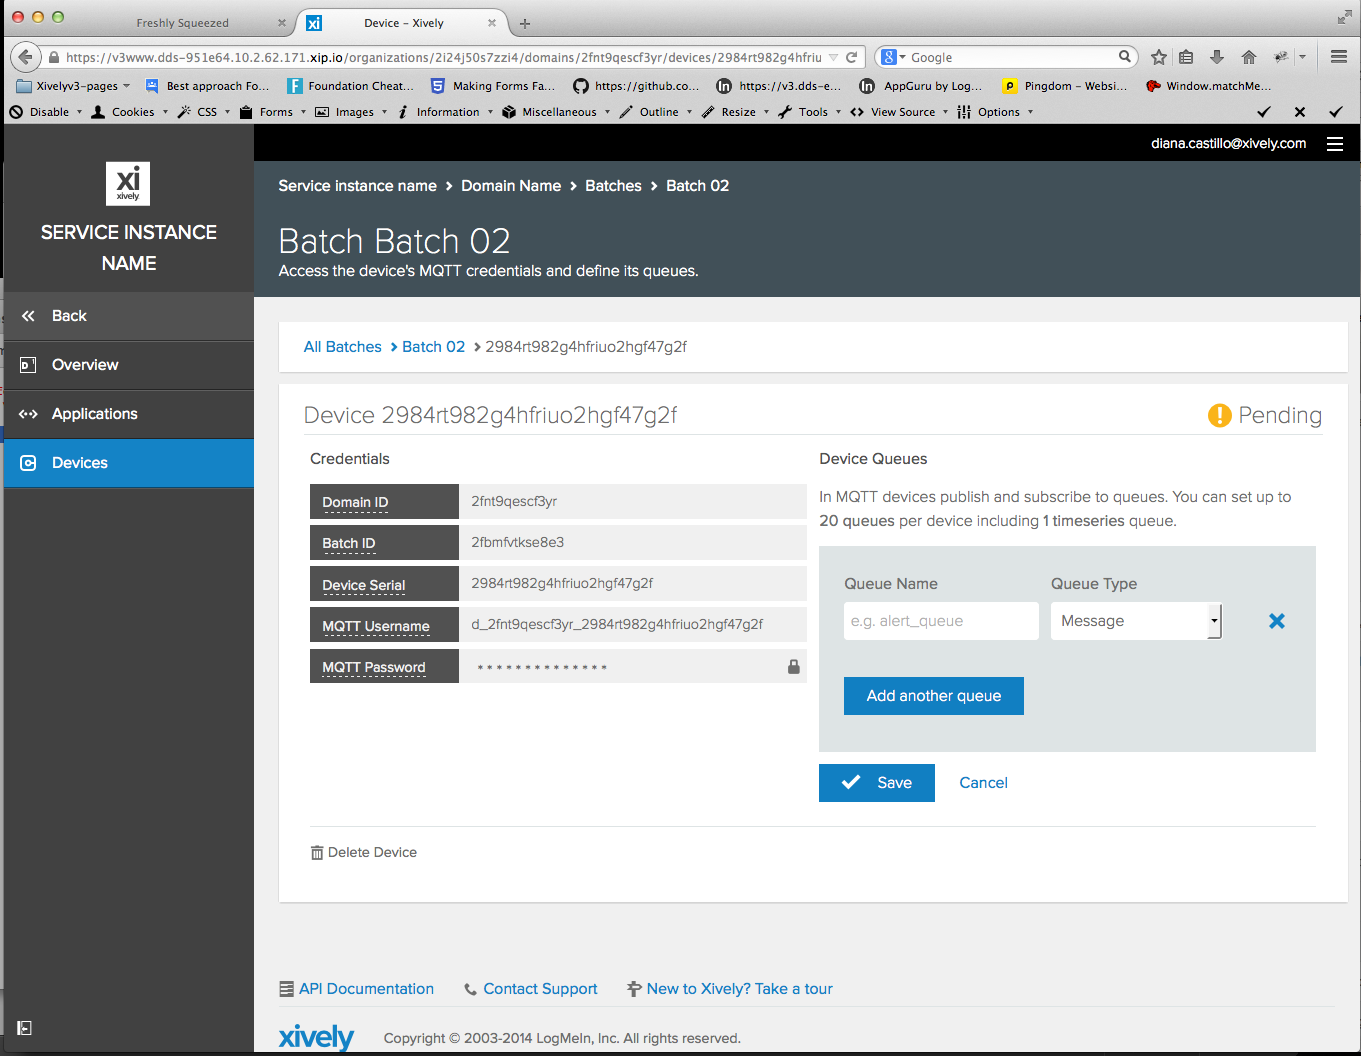 Freshly Squeezed
xi Device – Xively
https://v3www.dds-951e64.10.2.62.171.xip.io/organizations/2i24j50s7zzi4/domains/2fnt9qescf3yr/devices/2984rt982g4hfriu
8 Google
Xivelyv3-pages Best approach Fo... Foundation Cheat... Making Forms Fa... https://github.co... https://v3.dds-e... AppGuru by Log... Pingdom - Websi... Window.matchMe...
Disable Cookies CSS Forms Images Information Miscellaneous Outline Resize Tools View Source Options
diana.castillo@xively.com
xi
xively
SERVICE INSTANCE
NAME
Back
Overview
Applications
Devices
Service instance name > Domain Name > Batches > Batch 02
Batch Batch 02
Access the device's MQTT credentials and define its queues.
All Batches > Batch 02 > 2984rt982g4hfriuo2hgf47g2f
Device 2984rt982g4hfriuo2hgf47g2f
Pending
Credentials
Domain ID 2fnt9qescf3yr
Batch ID 2fbmfvtkse8e3
Device Serial 2984rt982g4hfriuo2hgf47g2f
MQTT Username d_2fnt9qescf3yr_2984rt982g4hfriuo2hgf47g2f
MQTT Password **************
Device Queues
In MQTT devices publish and subscribe to queues. You can set up to
20 queues per device including 1 timeseries queue.
Queue Name Queue Type
e.g. alert_queue Message
Add another queue
Save Cancel
Delete Device
API Documentation Contact Support New to Xively? Take a tour
xively Copyright © 2003-2014 LogMeIn, Inc. All rights reserved.